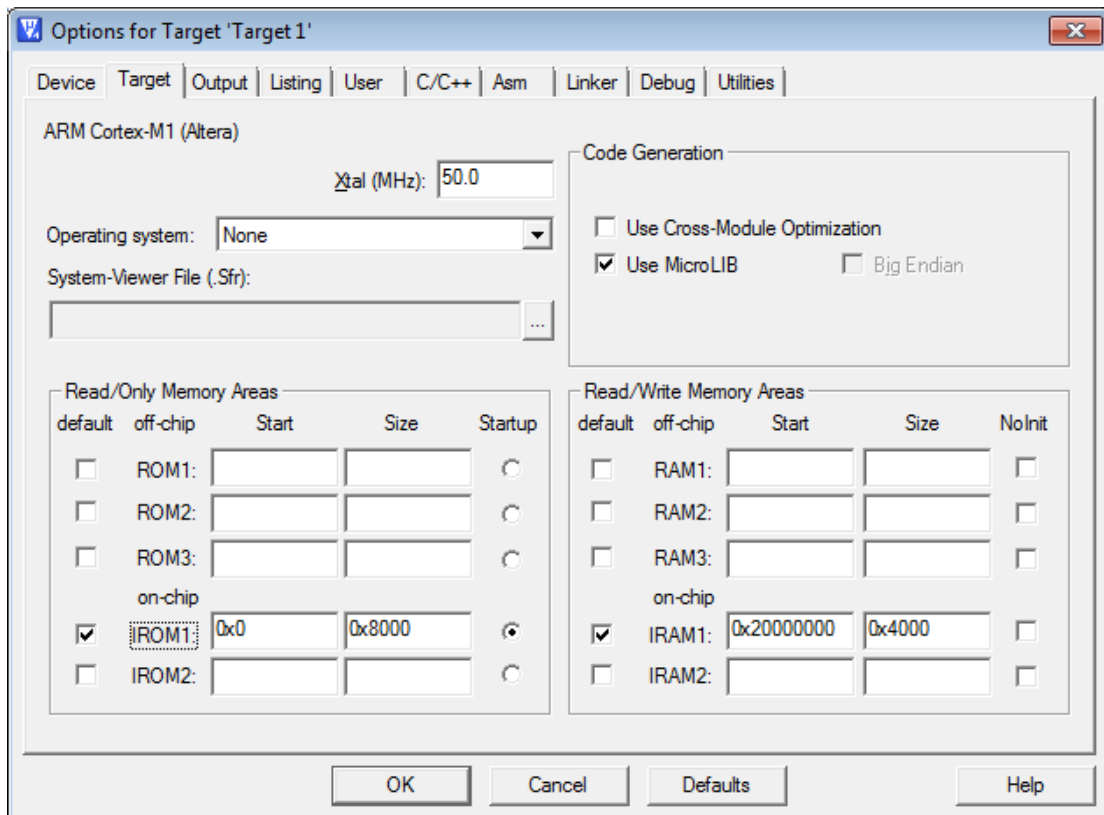 Options for Target 'Target 1'
Device Target Output Listing User C/C++ Asm Linker Debug Utilities
ARM Cortex-M1 (Altera)
Xtal (MHz): 50.0
Operating system: None
System-Viewer File (.Sfr):
...
Code Generation
Use Cross-Module Optimization
Use MicroLIB Big Endian
Read/Only Memory Areas
default off-chip Start Size Startup
ROM1:
ROM2:
ROM3:
on-chip
IROM1: 0x0 0x8000
IROM2:
Read/Write Memory Areas
default off-chip Start Size NoInit
RAM1:
RAM2:
RAM3:
on-chip
IRAM1: 0x20000000 0x4000
IRAM2:
OK Cancel Defaults Help